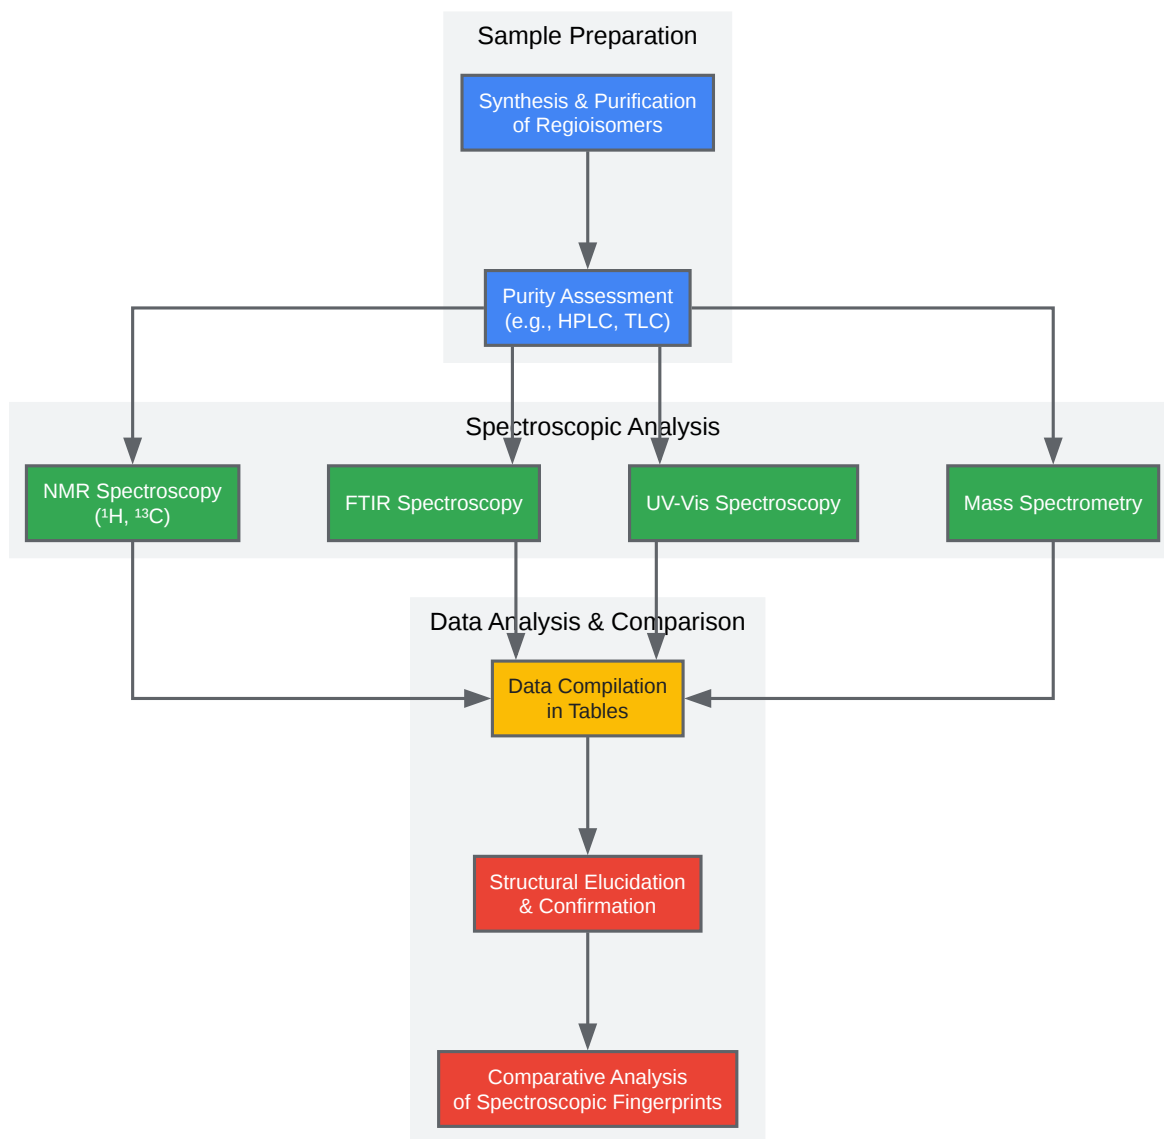 Sample Preparation
Synthesis & Purification
of Regioisomers
Purity Assessment
(e.g., HPLC, TLC)
Spectroscopic Analysis
NMR Spectroscopy
(¹H, ¹³C)
FTIR Spectroscopy
UV-Vis Spectroscopy
Mass Spectrometry
Data Analysis & Comparison
Data Compilation
in Tables
Structural Elucidation
& Confirmation
Comparative Analysis
of Spectroscopic Fingerprints